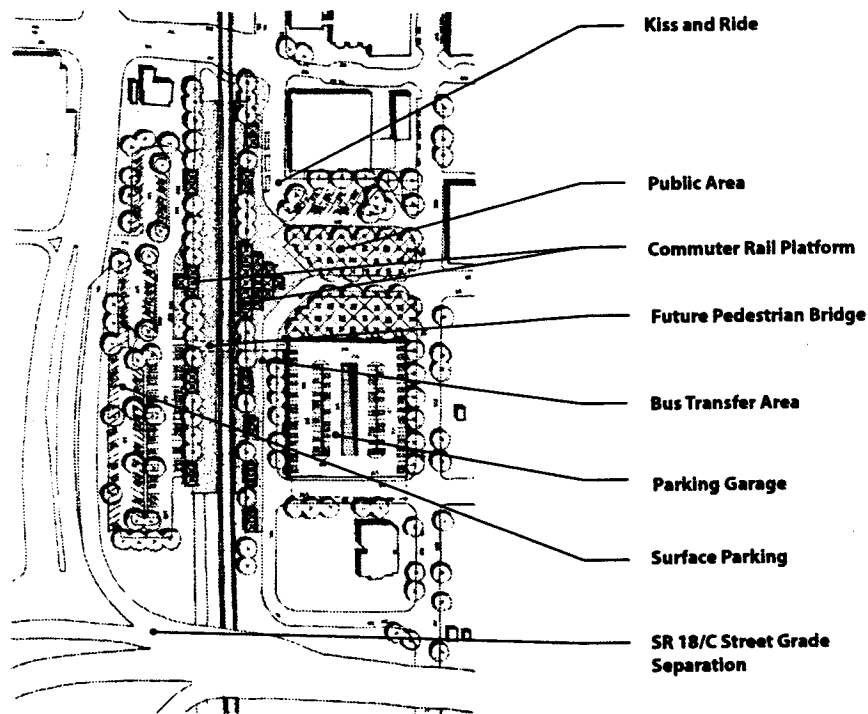 Kiss and Ride
Public Area
Commuter Rail Platform
Future Pedestrian Bridge
Bus Transfer Area
Parking Garage
Surface Parking
SR 18/C Street Grade
Separation